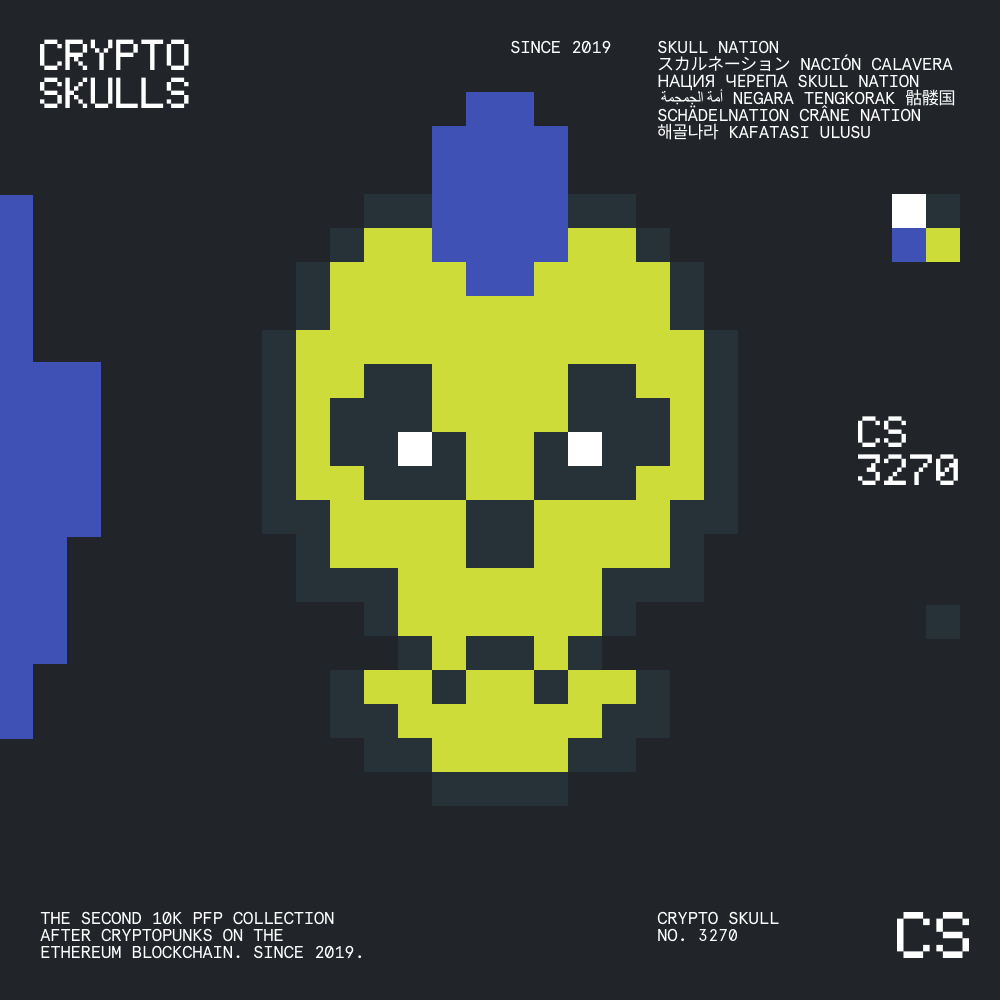 CRYPTO
SKULLS
SINCE 2019
SKULL NATION
スカルネーション NACIÓN CALAVERA
НАЦИЯ ЧЕРЕПА SKULL NATION
أمة الجمجمة NEGARA TENGKORAK 骷髅国
SCHÄDELNATION CRÂNE NATION
해골나라 KAFATASI ULUSU
CS
3270
THE SECOND 10K PFP COLLECTION
AFTER CRYPTOPUNKS ON THE
ETHEREUM BLOCKCHAIN. SINCE 2019.
CRYPTO SKULL
NO. 3270
CS